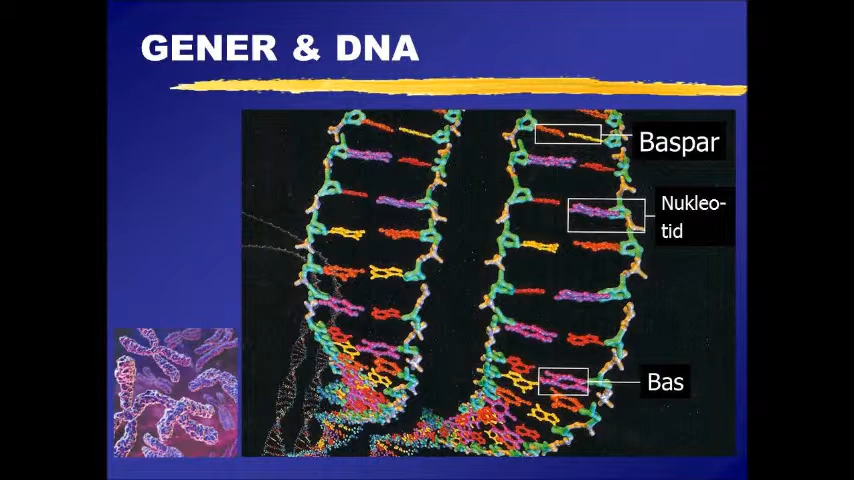 GENER & DNA
Baspar
Nukleo-
tid
Bas